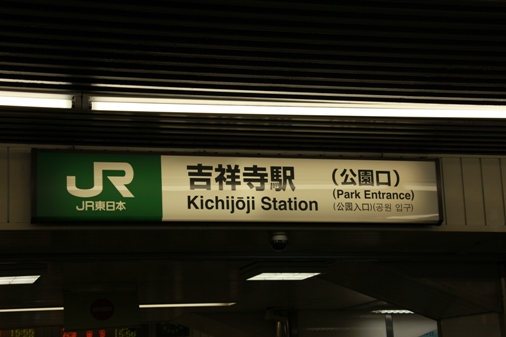 JR
JR東日本
吉祥寺駅
Kichijōji Station
（公園口）
(Park Entrance)
(公园入口)(공원 입구)